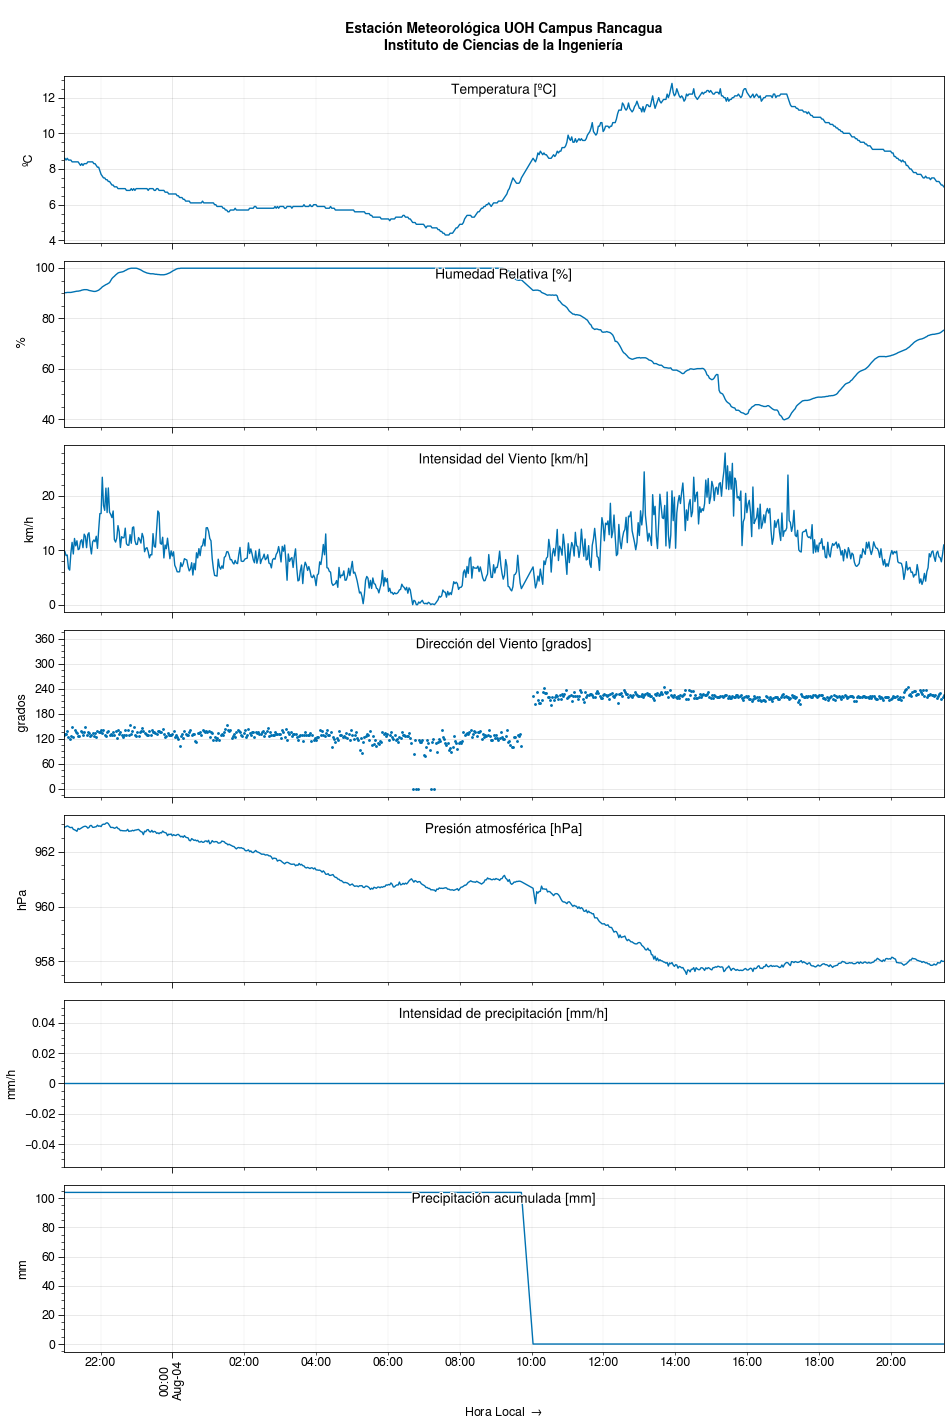 Estación Meteorológica UOH Campus Rancagua
Instituto de Ciencias de la Ingeniería
Temperatura [ºC]
ºC
12
10
8
6
4
Humedad Relativa [%]
%
100
80
60
40
Intensidad del Viento [km/h]
km/h
20
10
0
Dirección del Viento [grados]
grados
360
300
240
180
120
60
0
Presión atmosférica [hPa]
hPa
962
960
958
Intensidad de precipitación [mm/h]
mm/h
0.04
0.02
0
−0.02
−0.04
Precipitación acumulada [mm]
mm
100
80
60
40
20
0
22:00
00:00
Aug-04
02:00
04:00
06:00
08:00
10:00
12:00
14:00
16:00
18:00
20:00
Hora Local →